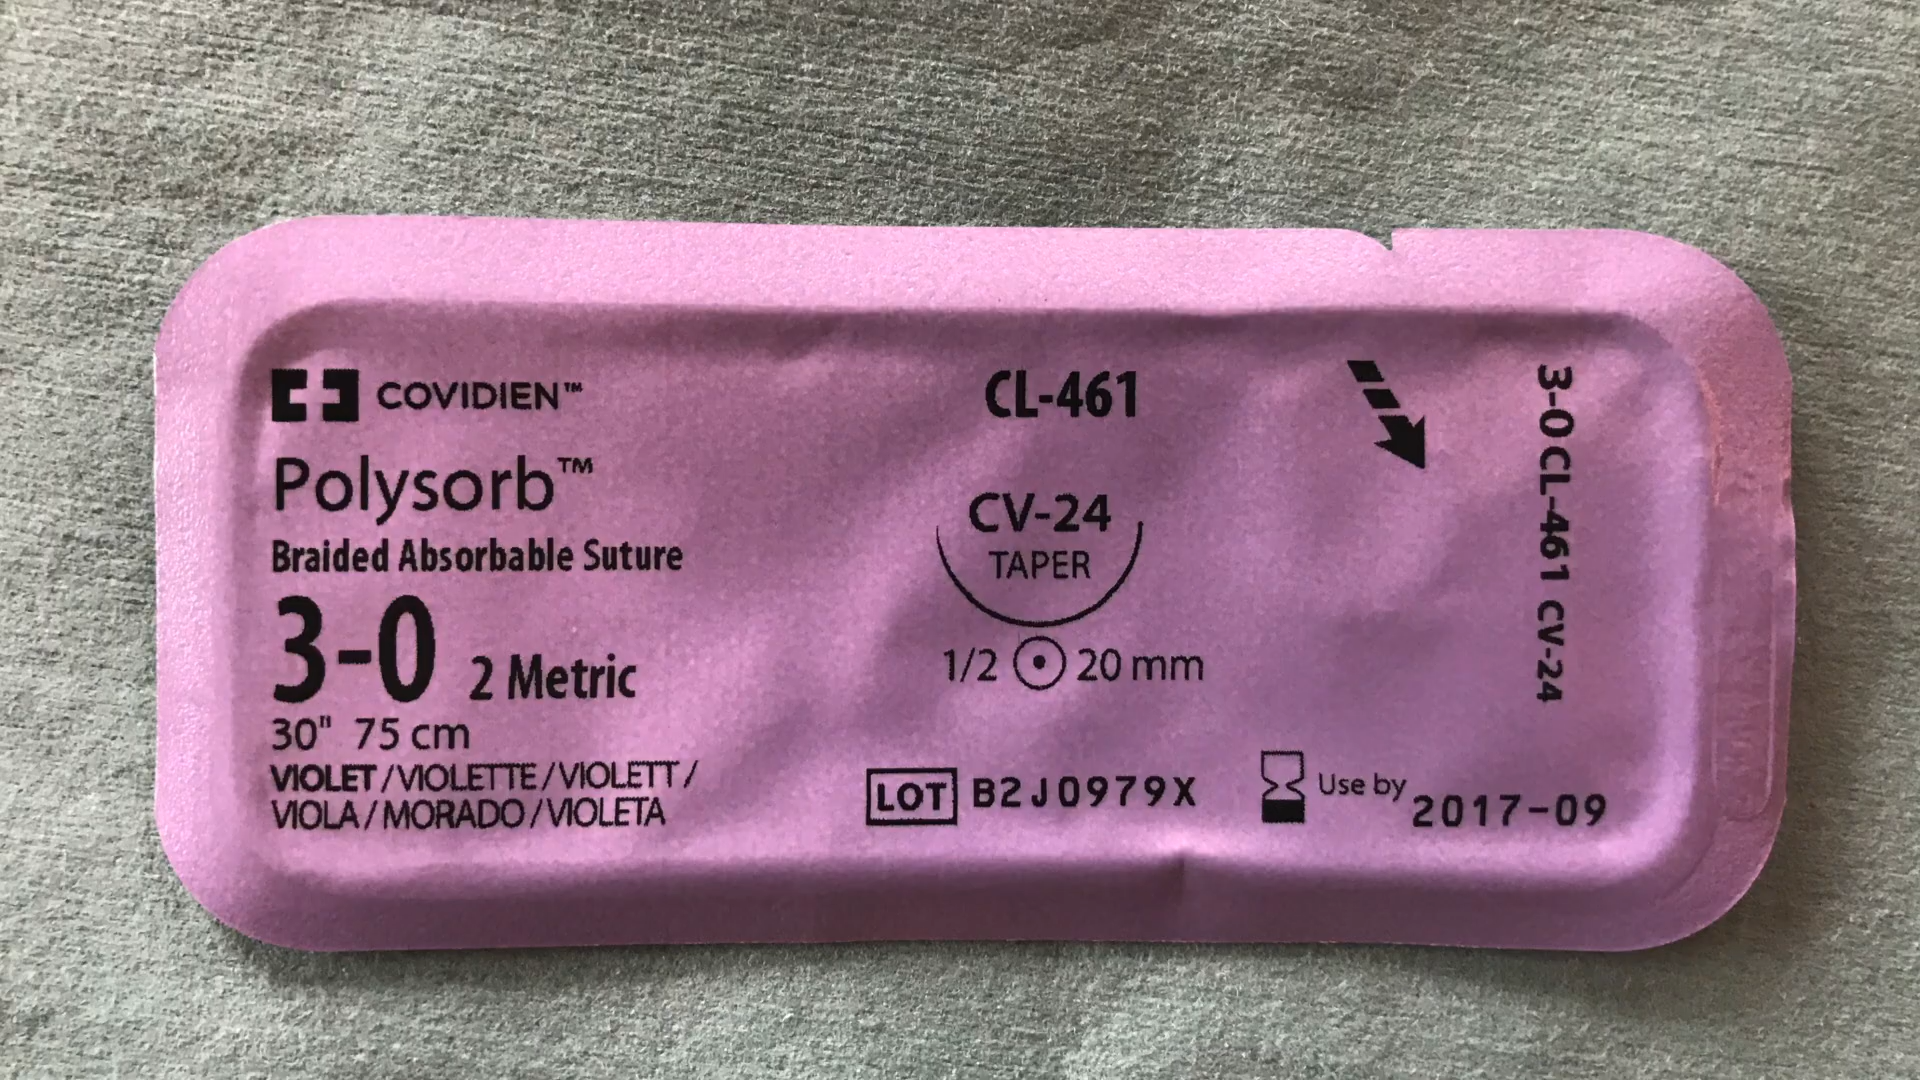 COVIDIEN™
Polysorb™
Braided Absorbable Suture
3-0 2 Metric
30" 75 cm
VIOLET / VIOLETTE / VIOLETT /
VIOLA / MORADO / VIOLETA
CL-461
CV-24
TAPER
1/2 20 mm
LOT B2J0979X
Use by 2017-09
3-0 CL-461 CV-24